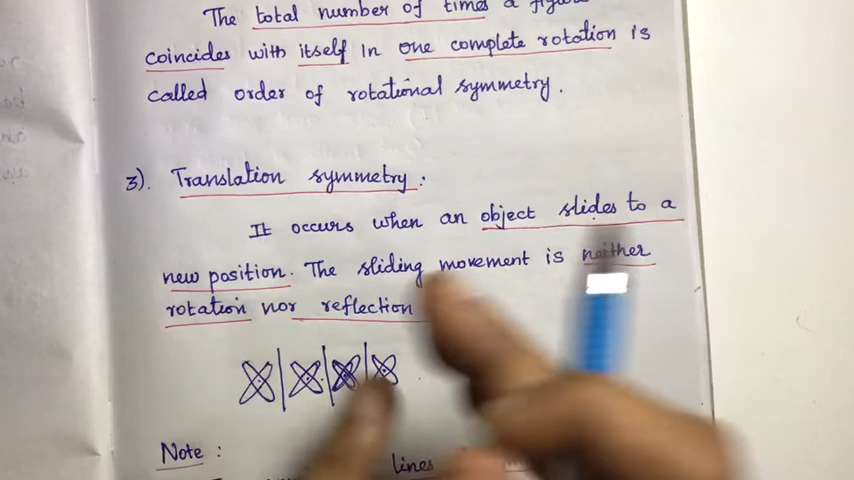 The total number of times a figure
coincides with itself in one complete rotation is
called order of rotational symmetry.
3). Translation symmetry :
It occurs when an object slides to a
new position. The sliding movement is neither
rotation nor reflection
Note :
lines